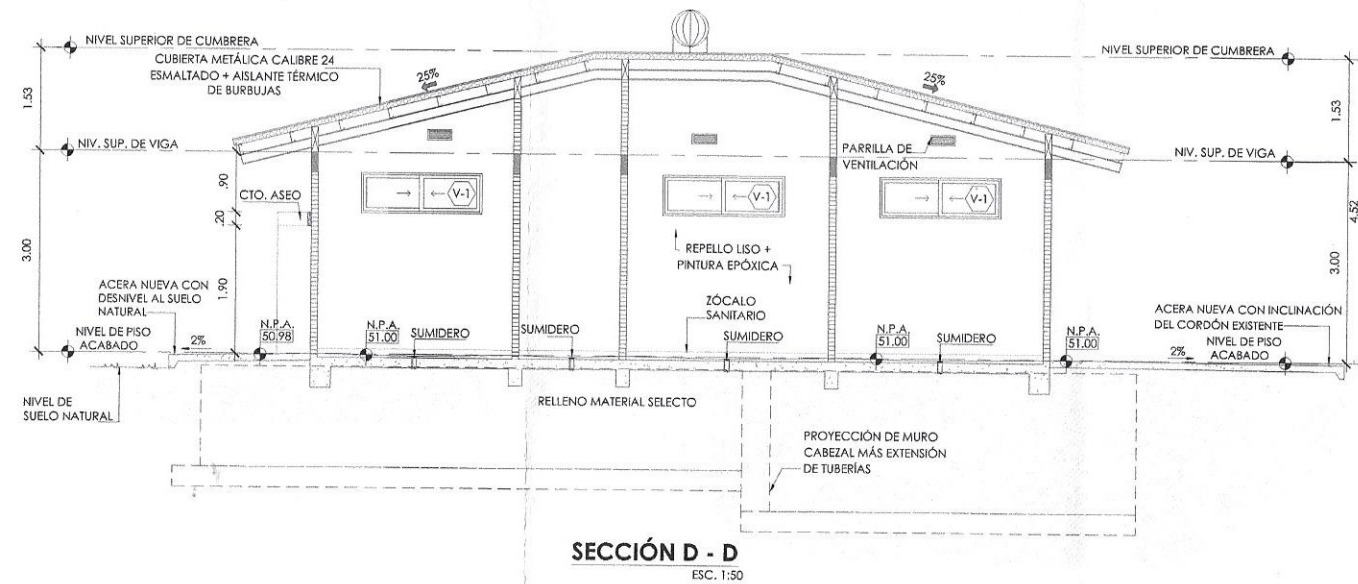 NIVEL SUPERIOR DE CUMBRERA
CUBIERTA METÁLICA CALIBRE 24
ESMALTADO + AISLANTE TÉRMICO
DE BURBUJAS
25%
25%
NIVEL SUPERIOR DE CUMBRERA
1.53
1.53
NIV. SUP. DE VIGA
PARRILLA DE
VENTILACIÓN
NIV. SUP. DE VIGA
.90
CTO. ASEO
V-1
V-1
V-1
.20
4.52
3.00
REPELLO LISO +
PINTURA EPÓXICA
3.00
1.90
ACERA NUEVA CON
DESNIVEL AL SUELO
NATURAL
ZÓCALO
SANITARIO
ACERA NUEVA CON INCLINACIÓN
DEL CORDÓN EXISTENTE
NIVEL DE PISO
ACABADO
2%
N.P.A.
50.98
N.P.A.
51.00
SUMIDERO
SUMIDERO
SUMIDERO
N.P.A.
51.00
SUMIDERO
N.P.A.
51.00
2%
NIVEL DE PISO
ACABADO
NIVEL DE
SUELO NATURAL
RELLENO MATERIAL SELECTO
PROYECCIÓN DE MURO
CABEZAL MÁS EXTENSIÓN
DE TUBERÍAS
SECCIÓN D - D
ESC. 1:50